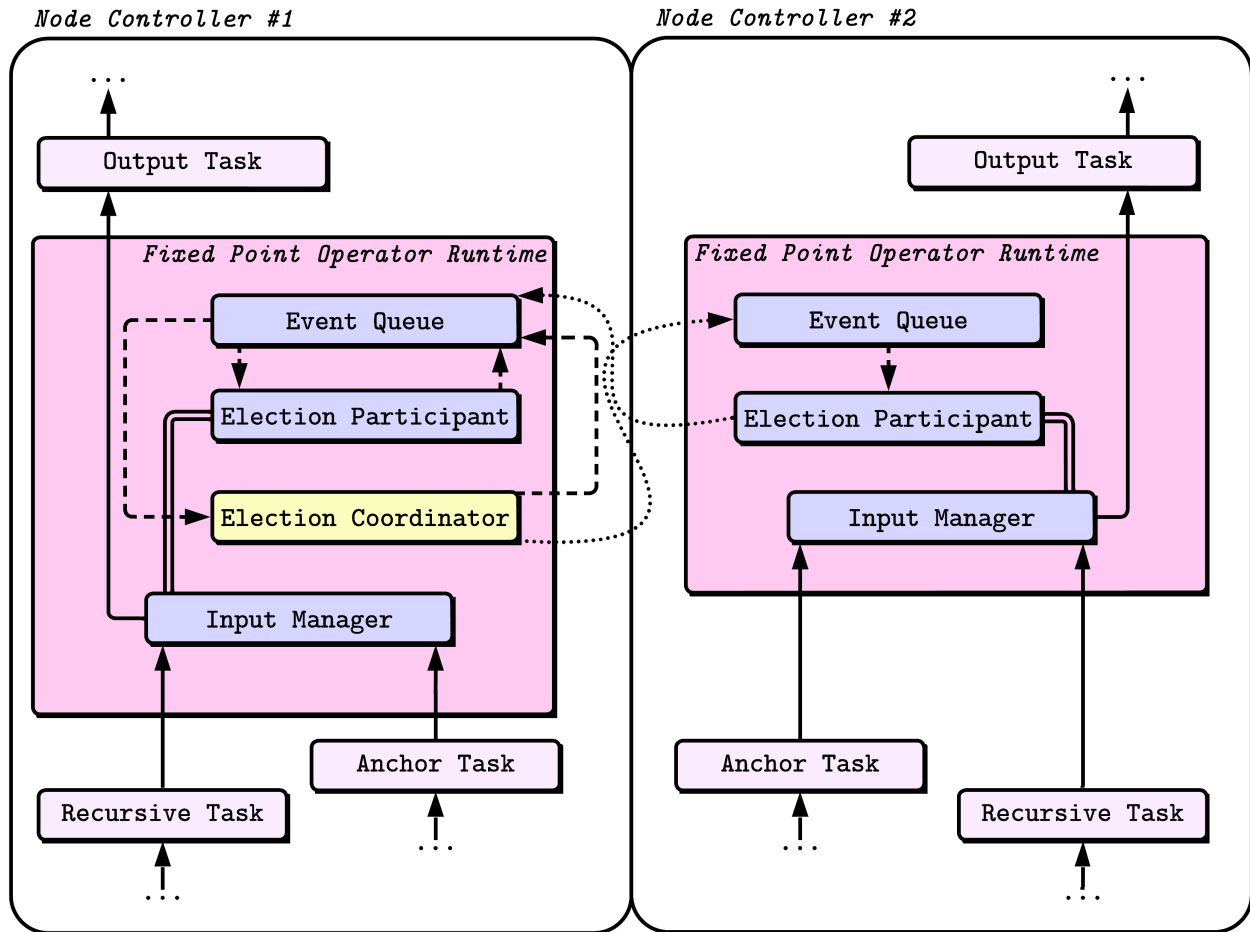 Node Controller #1
...
Output Task
Fixed Point Operator Runtime
Event Queue
Election Participant
Election Coordinator
Input Manager
Anchor Task
Recursive Task
...
...
Node Controller #2
...
Output Task
Fixed Point Operator Runtime
Event Queue
Election Participant
Input Manager
Anchor Task
Recursive Task
...
...